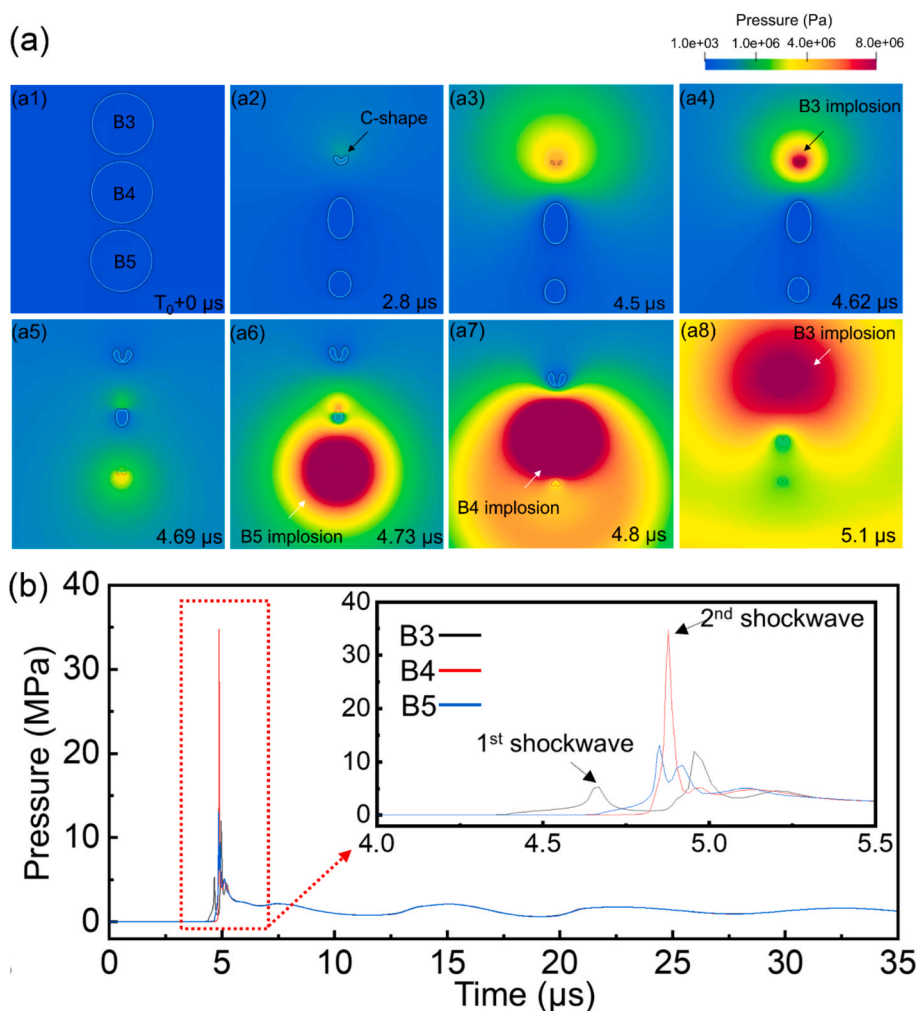 (a)
Pressure (Pa)
1.0e+03 1.0e+06 4.0e+06 8.0e+06
(a1) (a2) (a3) (a4)
B3 C-shape B3 implosion
B4
B5
T₀+0 µs 2.8 µs 4.5 µs 4.62 µs
(a5) (a6) (a7) (a8)
B3 implosion
B5 implosion B4 implosion
4.69 µs 4.73 µs 4.8 µs 5.1 µs
(b)
40
30
20
10
0
Pressure (MPa)
0 5 10 15 20 25 30 35
Time (µs)
40
30
20
10
0
B3
B4
B5
2nd shockwave
1st shockwave
4.0 4.5 5.0 5.5